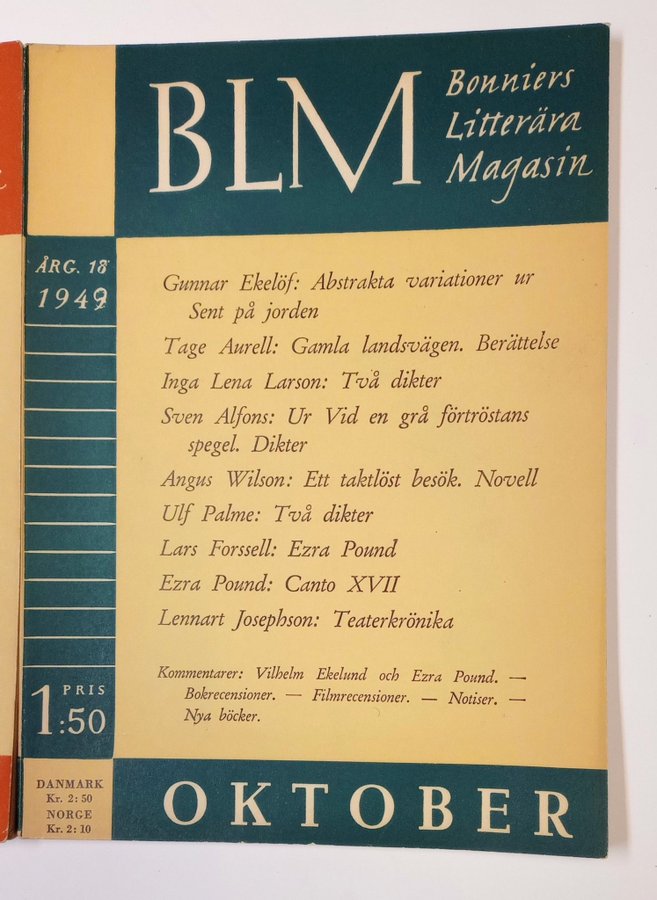 BLM
Bonniers
Litterära
Magasin
ÅRG. 18
1949
Gunnar Ekelöf: Abstrakta variationer ur
Sent på jorden
Tage Aurell: Gamla landsvägen. Berättelse
Inga Lena Larson: Två dikter
Sven Alfons: Ur Vid en grå förtröstans
spegel. Dikter
Angus Wilson: Ett taktlöst besök. Novell
Ulf Palme: Två dikter
Lars Forssell: Ezra Pound
Ezra Pound: Canto XVII
Lennart Josephson: Teaterkrönika
Kommentarer: Vilhelm Ekelund och Ezra Pound. —
Bokrecensioner. — Filmrecensioner. — Notiser. —
Nya böcker.
PRIS
1:50
DANMARK
Kr. 2:50
NORGE
Kr. 2:10
OKTOBER